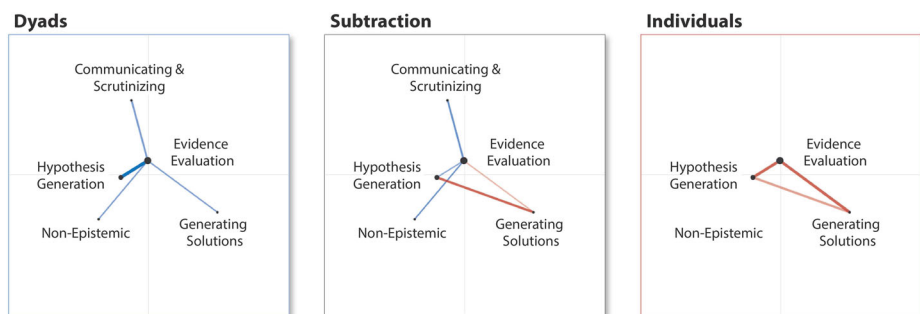 Dyads
Communicating &
Scrutinizing
Evidence
Evaluation
Hypothesis
Generation
Non-Epistemic
Generating
Solutions
Subtraction
Communicating &
Scrutinizing
Evidence
Evaluation
Hypothesis
Generation
Non-Epistemic
Generating
Solutions
Individuals
Evidence
Evaluation
Hypothesis
Generation
Non-Epistemic
Generating
Solutions